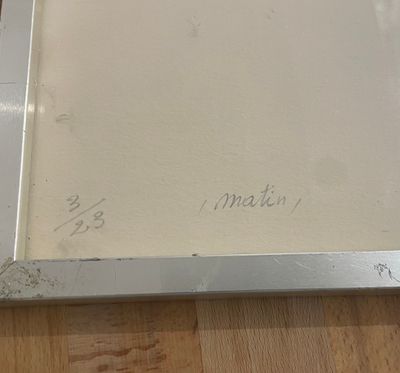 3/23
, matin,